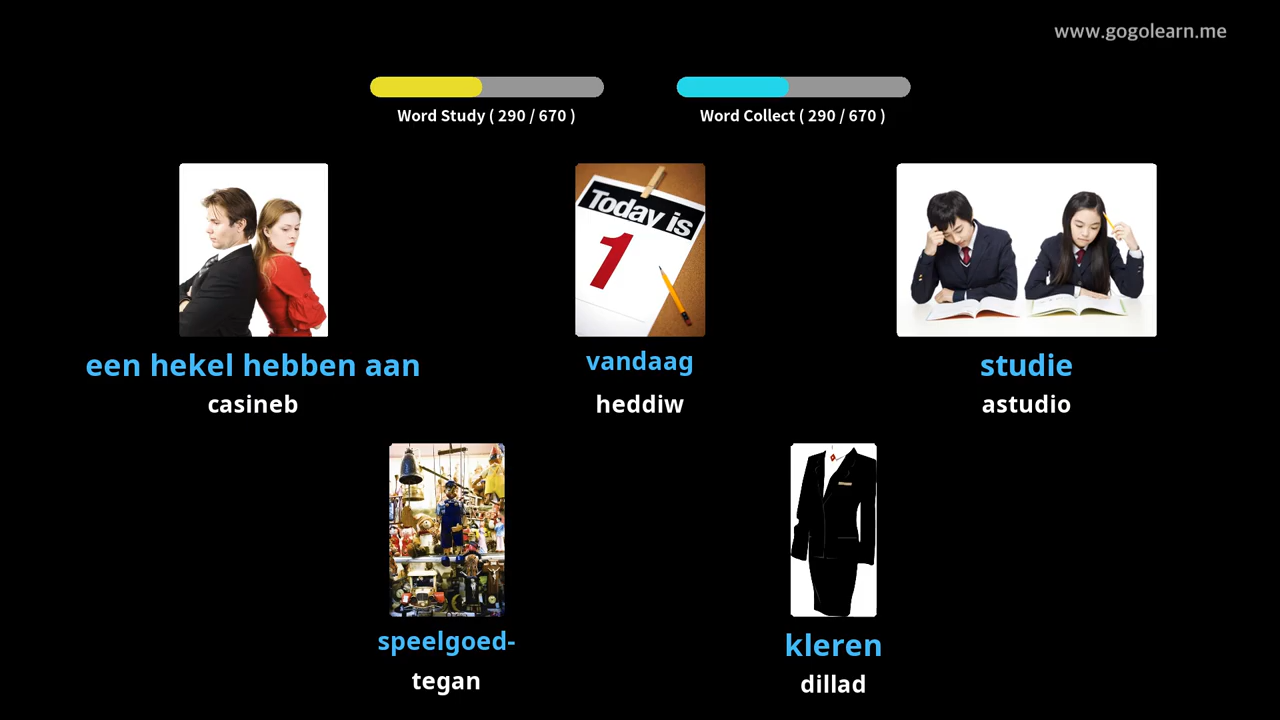 www.gogolearn.me
Word Study ( 290 / 670 )
Word Collect ( 290 / 670 )
Today is
1
een hekel hebben aan
vandaag
studie
casineb
heddiw
astudio
speelgoed-
kleren
tegan
dillad